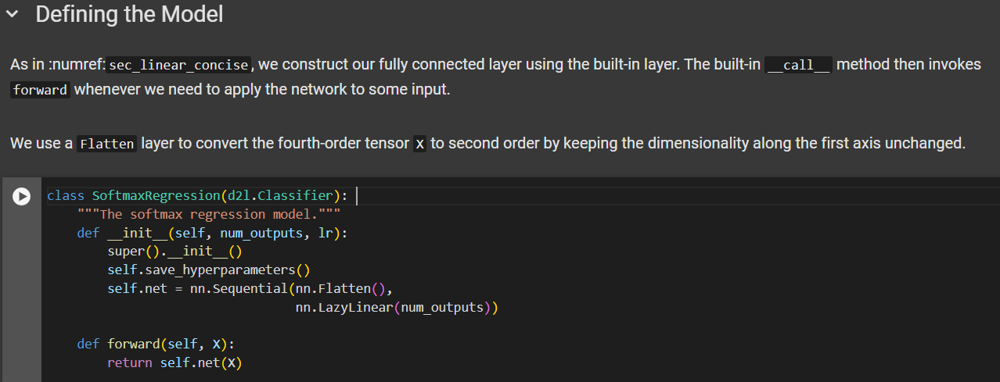 Defining the Model
As in :numref:sec_linear_concise, we construct our fully connected layer using the built-in layer. The built-in __call__ method then invokes
forward whenever we need to apply the network to some input.
We use a Flatten layer to convert the fourth-order tensor X to second order by keeping the dimensionality along the first axis unchanged.
class SoftmaxRegression(d2l.Classifier):
    """The softmax regression model."""
    def __init__(self, num_outputs, lr):
        super().__init__()
        self.save_hyperparameters()
        self.net = nn.Sequential(nn.Flatten(),
                                 nn.LazyLinear(num_outputs))
    def forward(self, X):
        return self.net(X)